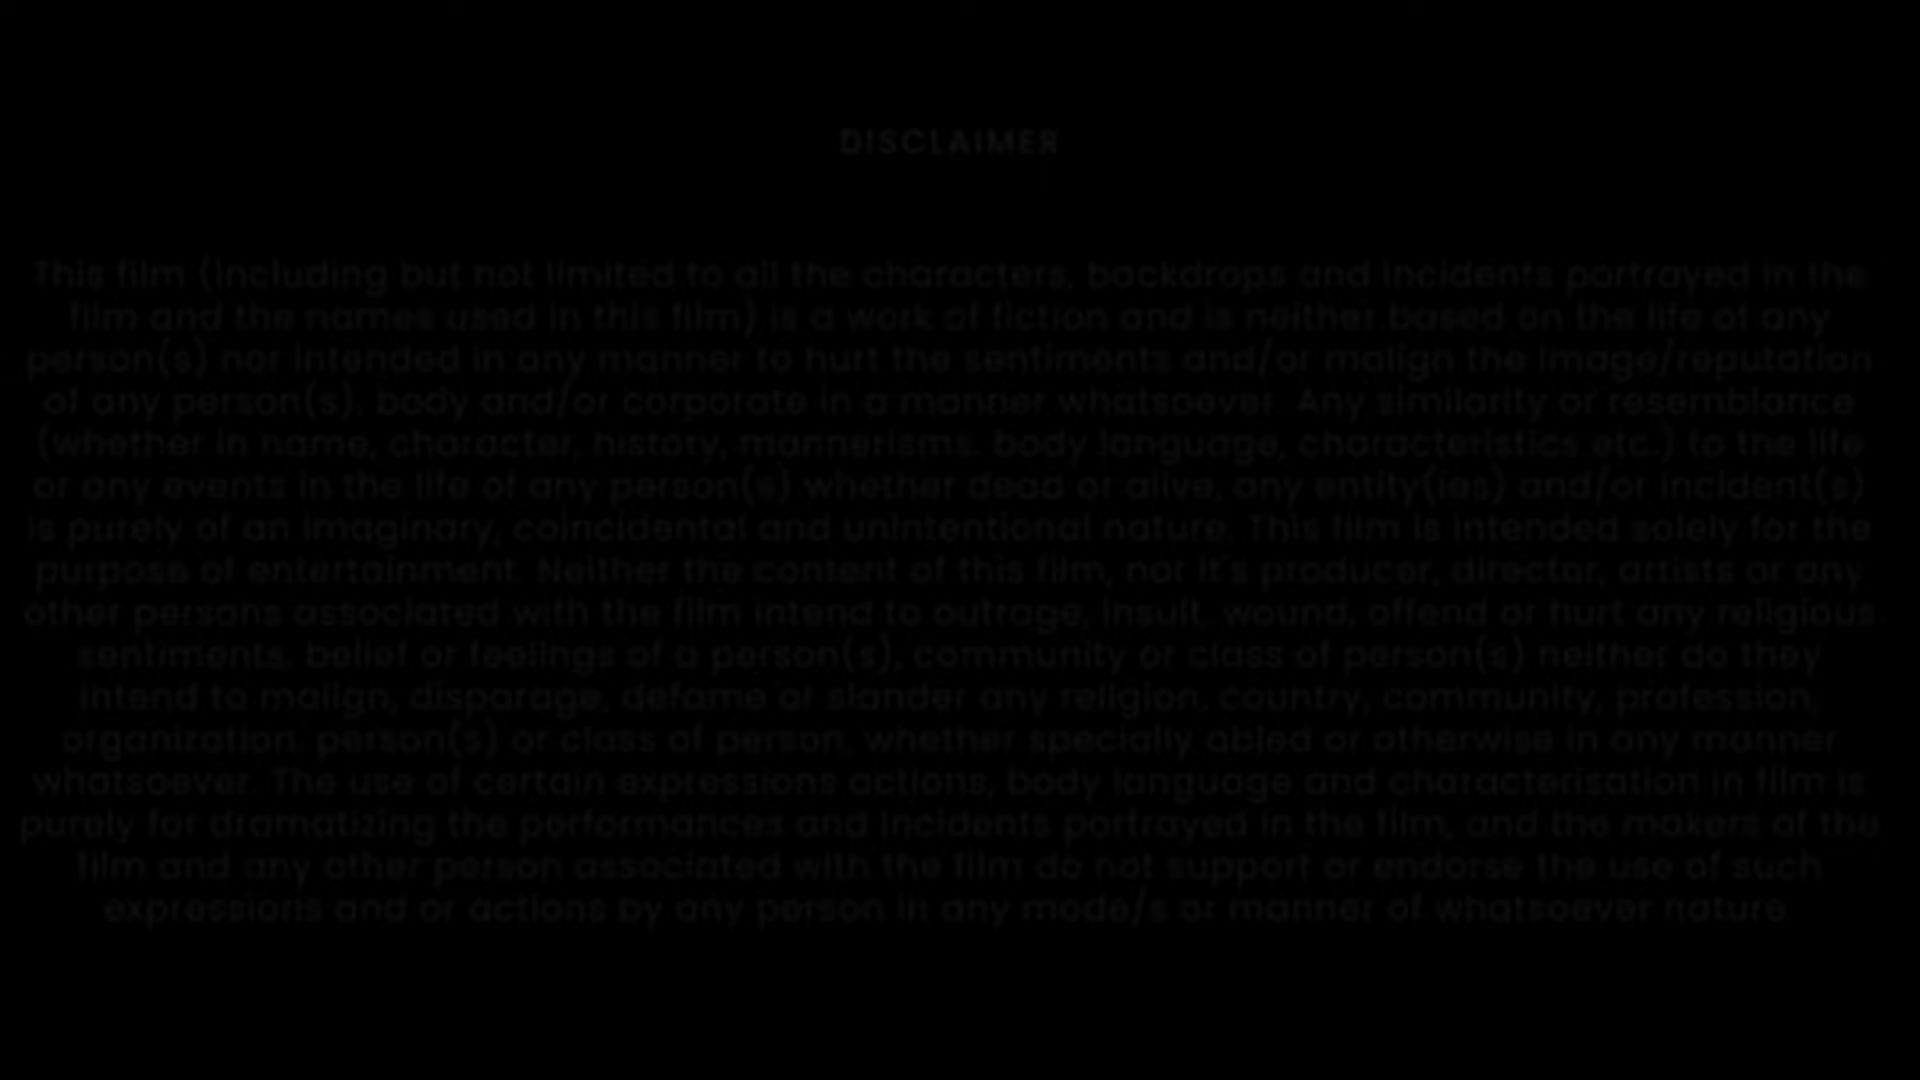 DISCLAIMER
This film (including but not limited to all the characters, backdrops and incidents portrayed in the
film and the names used in this film) is a work of fiction and is neither based on the life of any
person(s) nor intended in any manner to hurt the sentiments and/or malign the image/reputation
of any person(s), body and/or corporate in a manner whatsoever. Any similarity or resemblance
(whether in name, character, history, mannerisms, body language, characteristics etc.) to the life
or any events in the life of any person(s) whether dead or alive, any entity(ies) and/or incident(s)
is purely of an imaginary, coincidental and unintentional nature. This film is intended solely for the
purpose of entertainment. Neither the content of this film, nor it's producer, director, artists or any
other persons associated with the film intend to outrage, insult, wound, offend or hurt any religious
sentiments, belief or feelings of a person(s), community or class of person(s) neither do they
intend to malign, disparage, defame or slander any religion, country, community, profession,
organization, person(s) or class of person, whether specially abled or otherwise in any manner
whatsoever. The use of certain expressions actions, body language and characterisation in film is
purely for dramatizing the performances and incidents portrayed in the film, and the makers of the
film and any other person associated with the film do not support or endorse the use of such
expressions and or actions by any person in any mode/s or manner of whatsoever nature